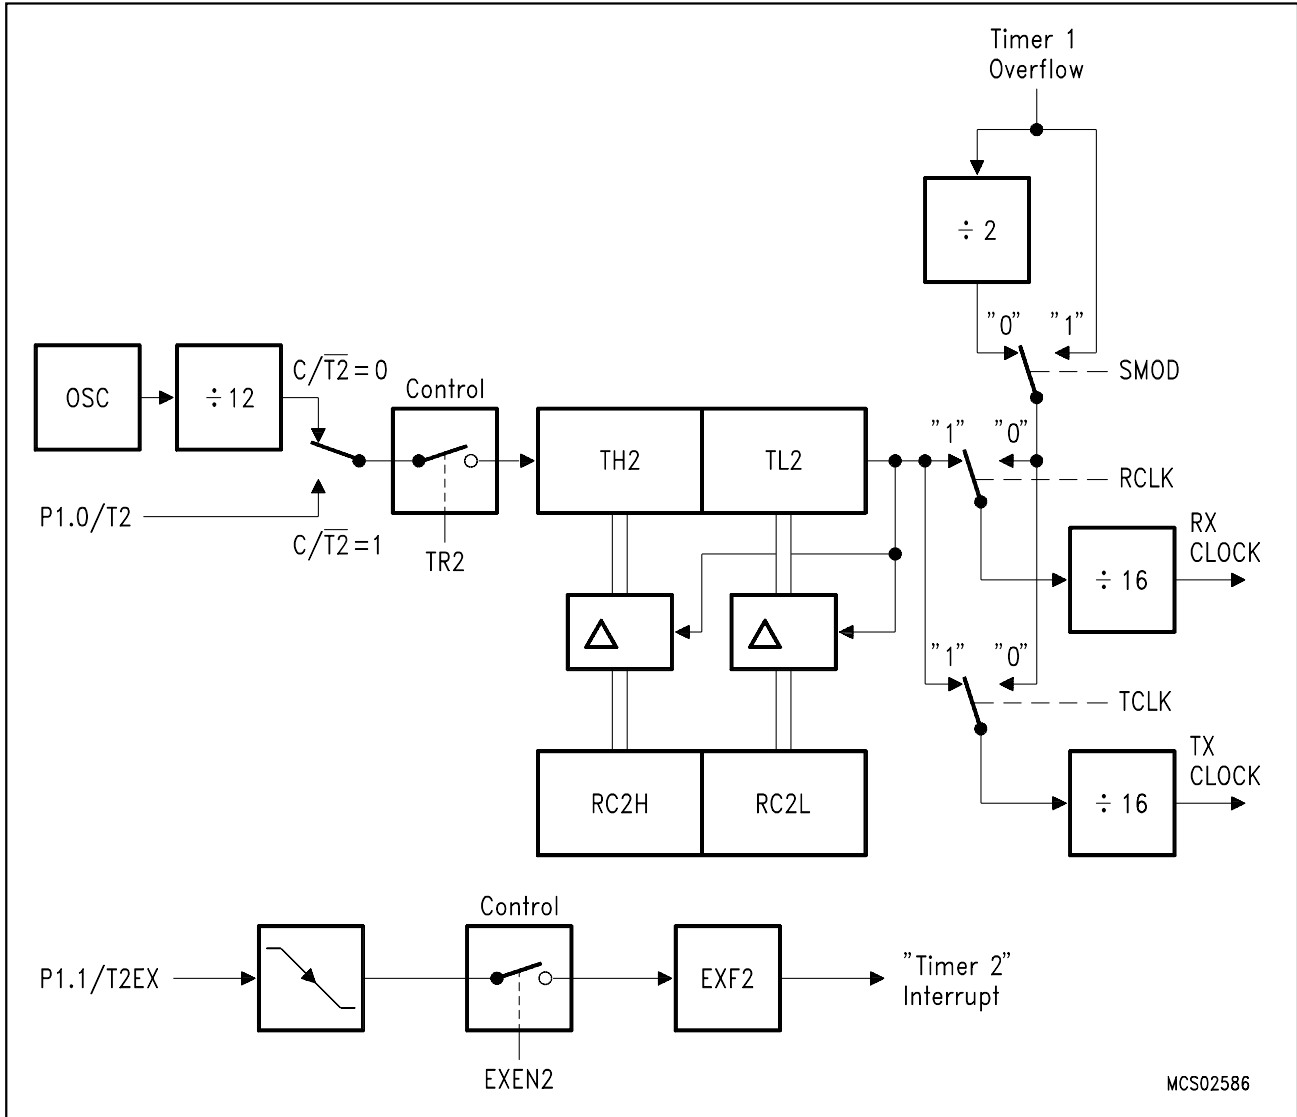 Timer 1
Overflow
÷ 2
"0" "1"
SMOD
OSC
÷ 12
C/T2̅=0
Control
P1.0/T2
C/T2̅=1
TR2
TH2
TL2
"1" "0"
RCLK
RX
CLOCK
÷ 16
"1" "0"
TCLK
TX
CLOCK
÷ 16
RC2H
RC2L
Control
P1.1/T2EX
EXF2
"Timer 2"
Interrupt
EXEN2
MCS02586